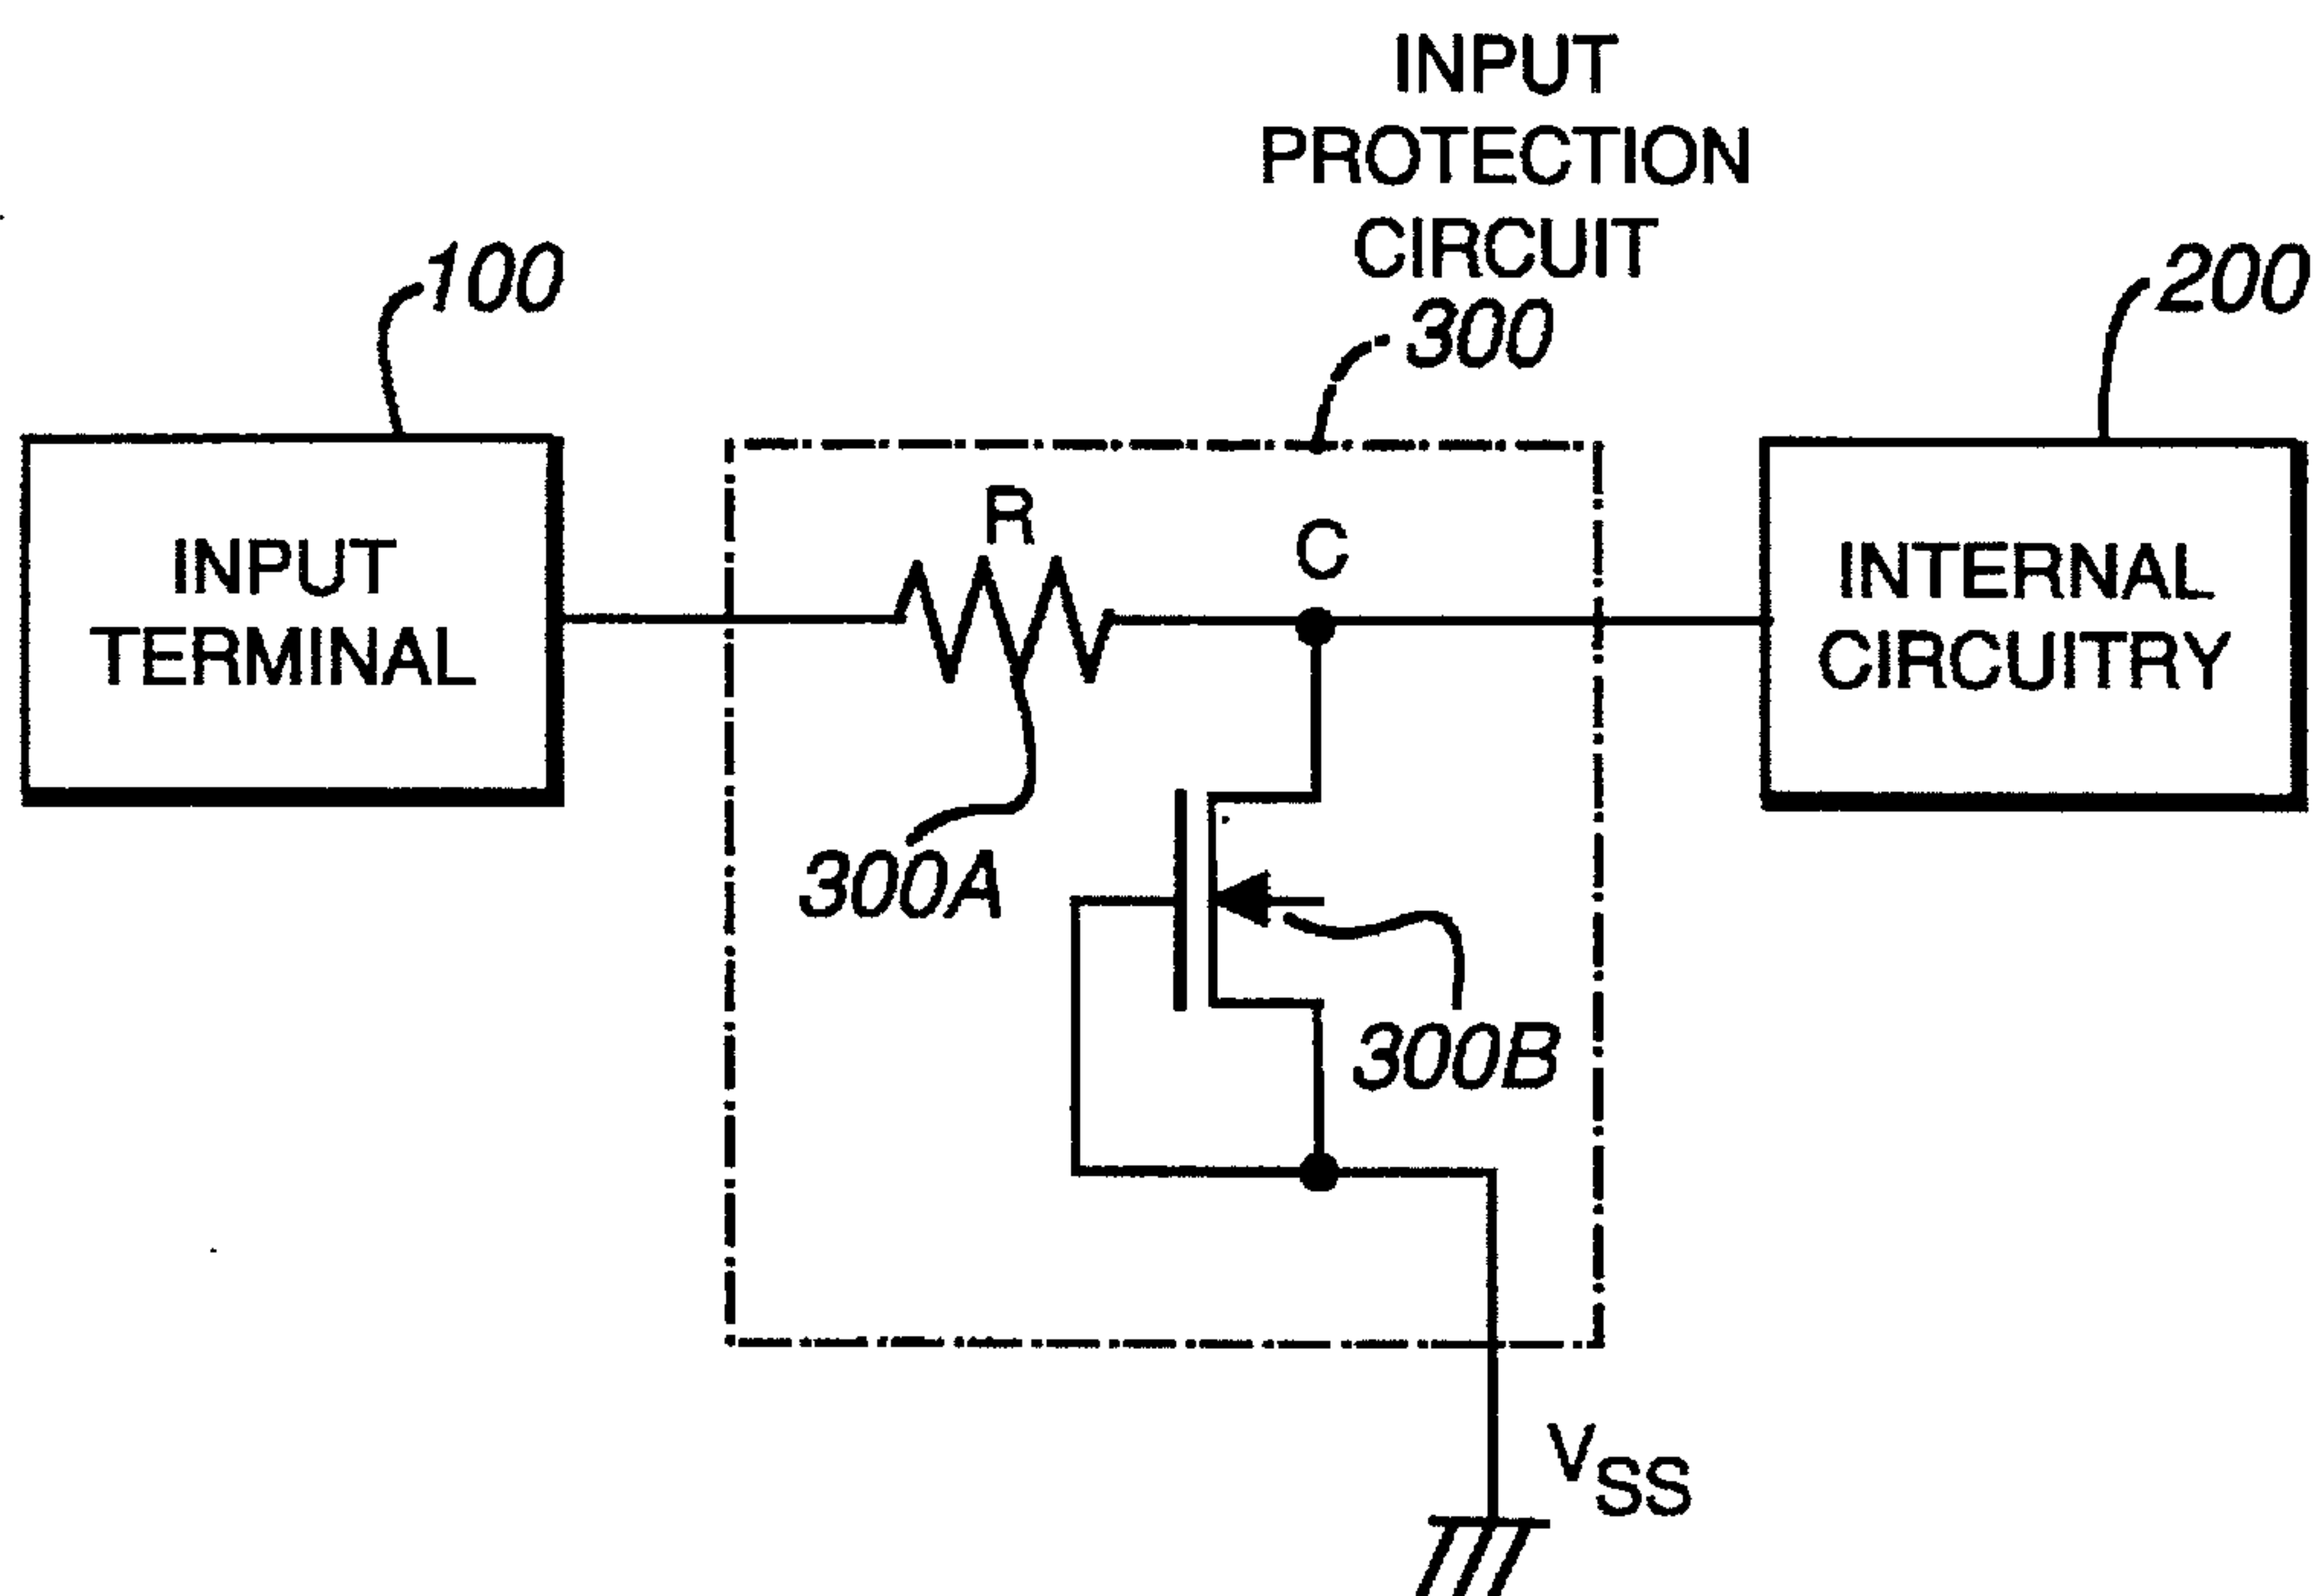 INPUT
PROTECTION
CIRCUIT
300
100
200
INPUT
TERMINAL
R
C
INTERNAL
CIRCUITRY
300A
300B
VSS